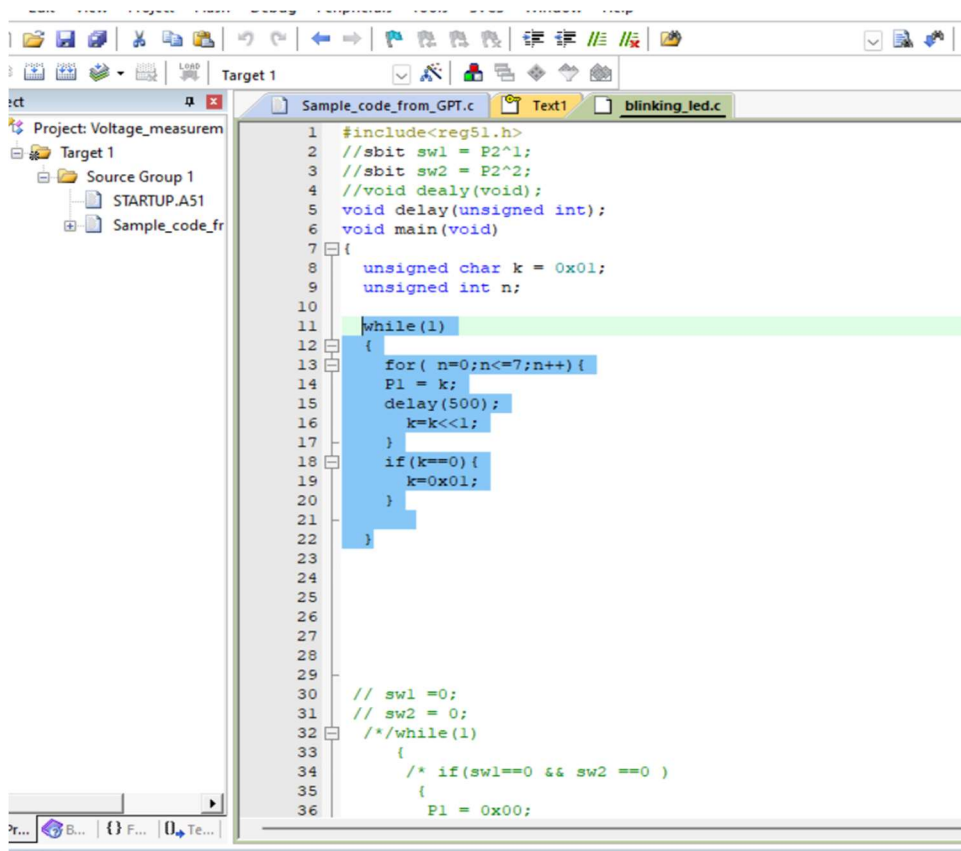 Target 1
Sample_code_from_GPT.c
Text1
blinking_led.c
Project: Voltage_measurem
Target 1
Source Group 1
STARTUP.A51
Sample_code_fr
1 #include<reg51.h>
2 //sbit sw1 = P2^1;
3 //sbit sw2 = P2^2;
4 //void dealy(void);
5 void delay(unsigned int);
6 void main(void)
7 {
8 unsigned char k = 0x01;
9 unsigned int n;
10
11 while(1)
12 {
13 for( n=0;n<=7;n++){
14 P1 = k;
15 delay(500);
16 k=k<<1;
17 }
18 if(k==0){
19 k=0x01;
20 }
21
22 }
23
24
25
26
27
28
29
30 // sw1 =0;
31 // sw2 = 0;
32 /*/while(1)
33 {
34 /* if(sw1==0 && sw2 ==0 )
35 {
36 P1 = 0x00;
B... {} F... Te...